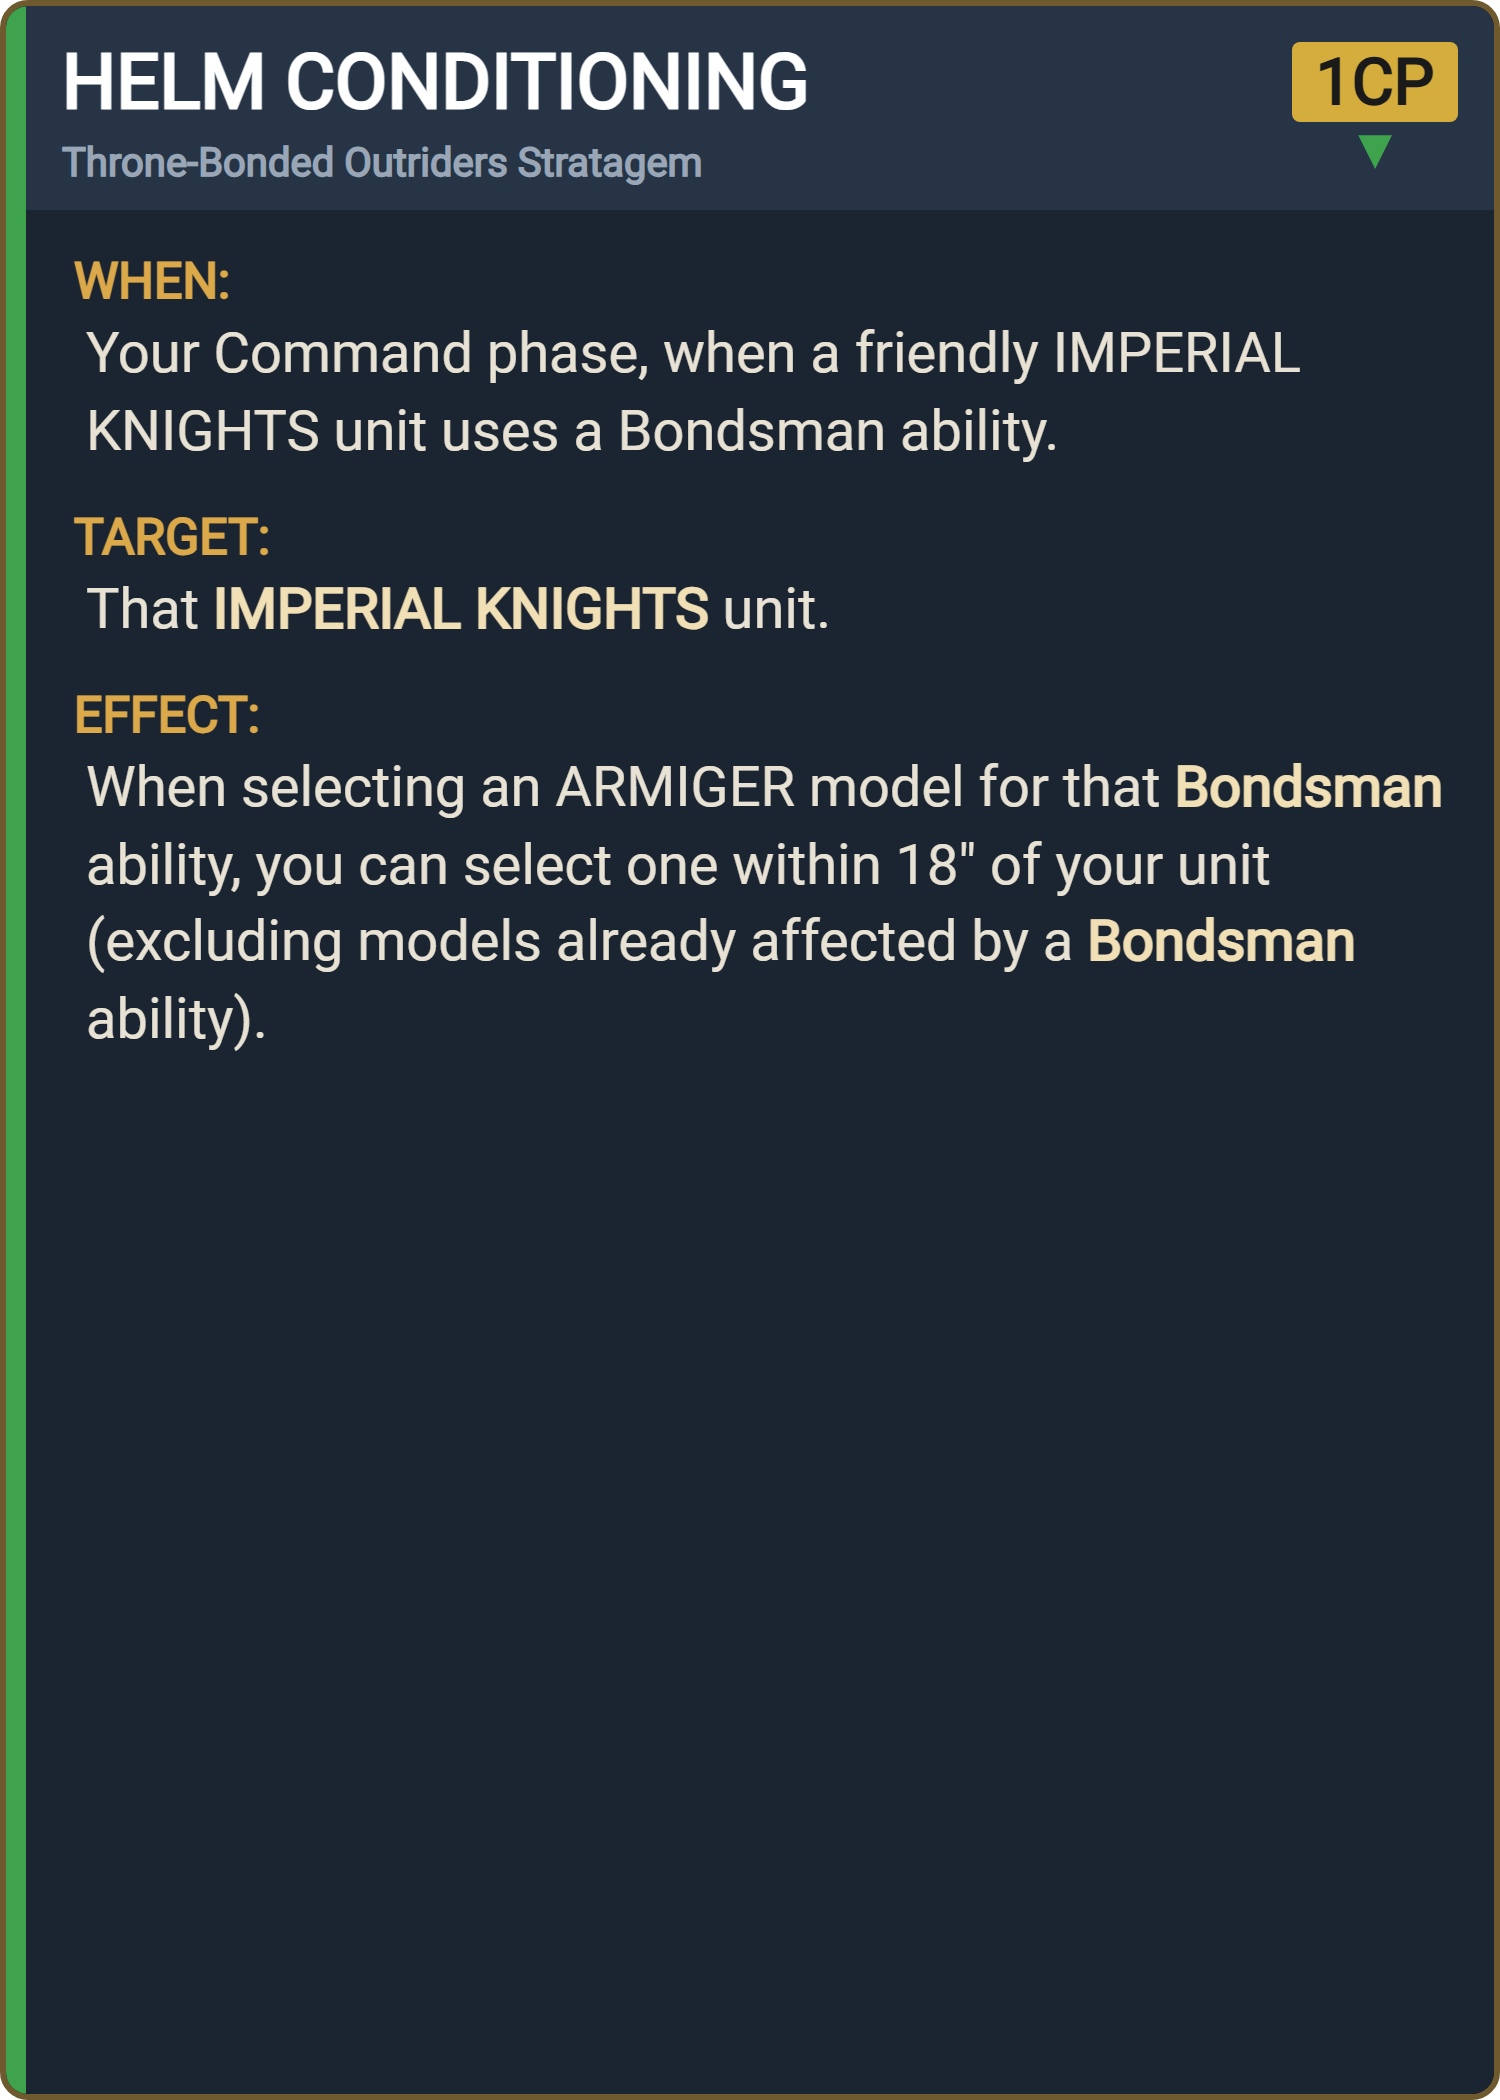 HELM CONDITIONING
1CP
Throne-Bonded Outriders Stratagem
WHEN:
Your Command phase, when a friendly IMPERIAL
KNIGHTS unit uses a Bondsman ability.
TARGET:
That IMPERIAL KNIGHTS unit.
EFFECT:
When selecting an ARMIGER model for that Bondsman
ability, you can select one within 18" of your unit
(excluding models already affected by a Bondsman
ability).